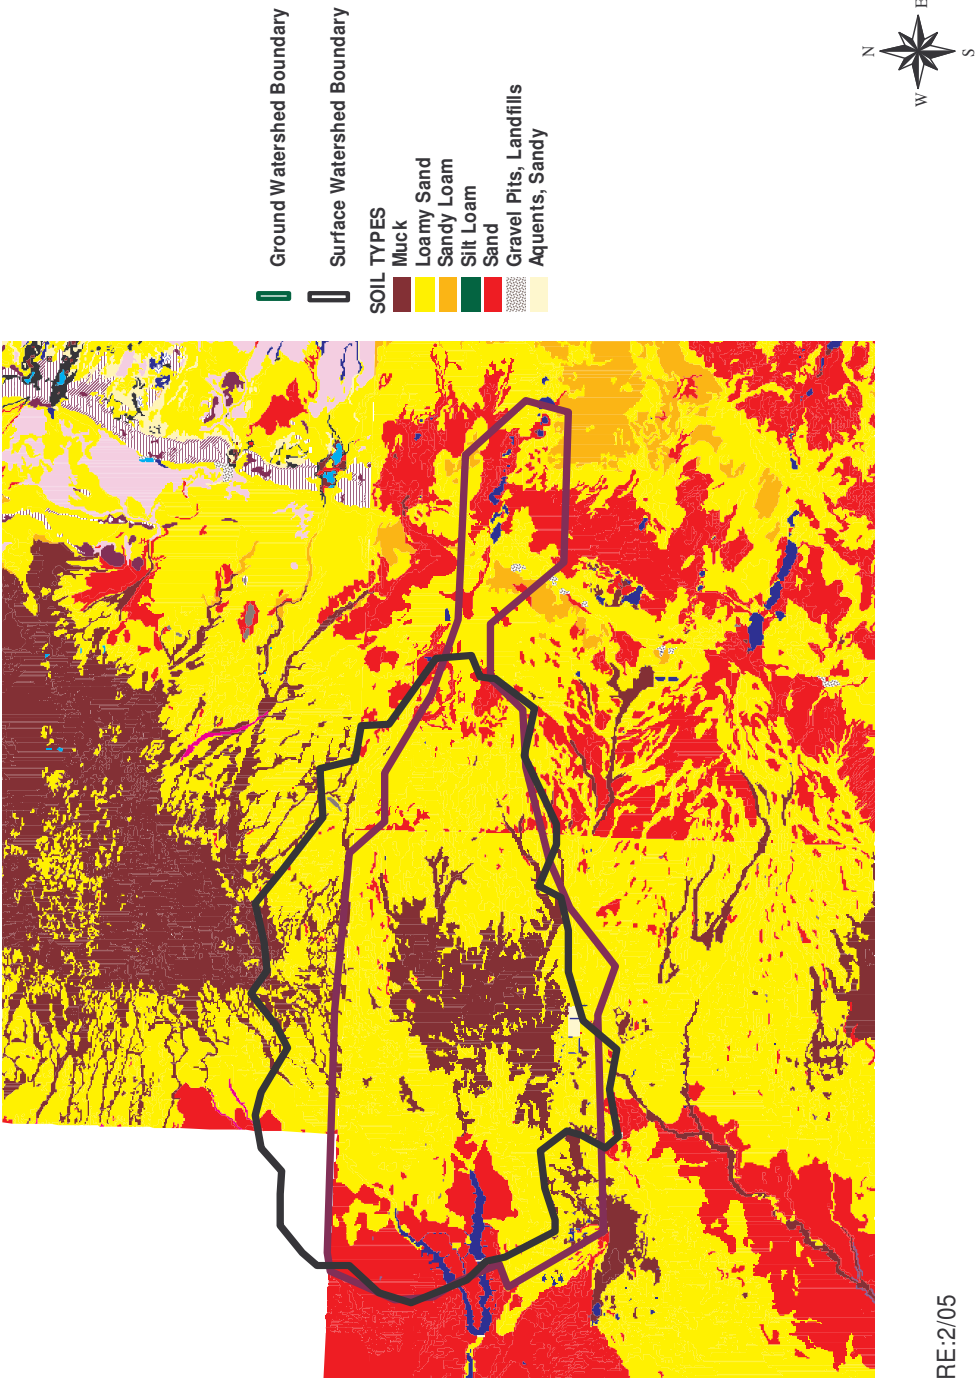 Ground Watershed Boundary
Surface Watershed Boundary
SOIL TYPES
Muck
Loamy Sand
Sandy Loam
Silt Loam
Sand
Gravel Pits, Landfills
Aquents, Sandy
N
E
S
W
RE:2/05